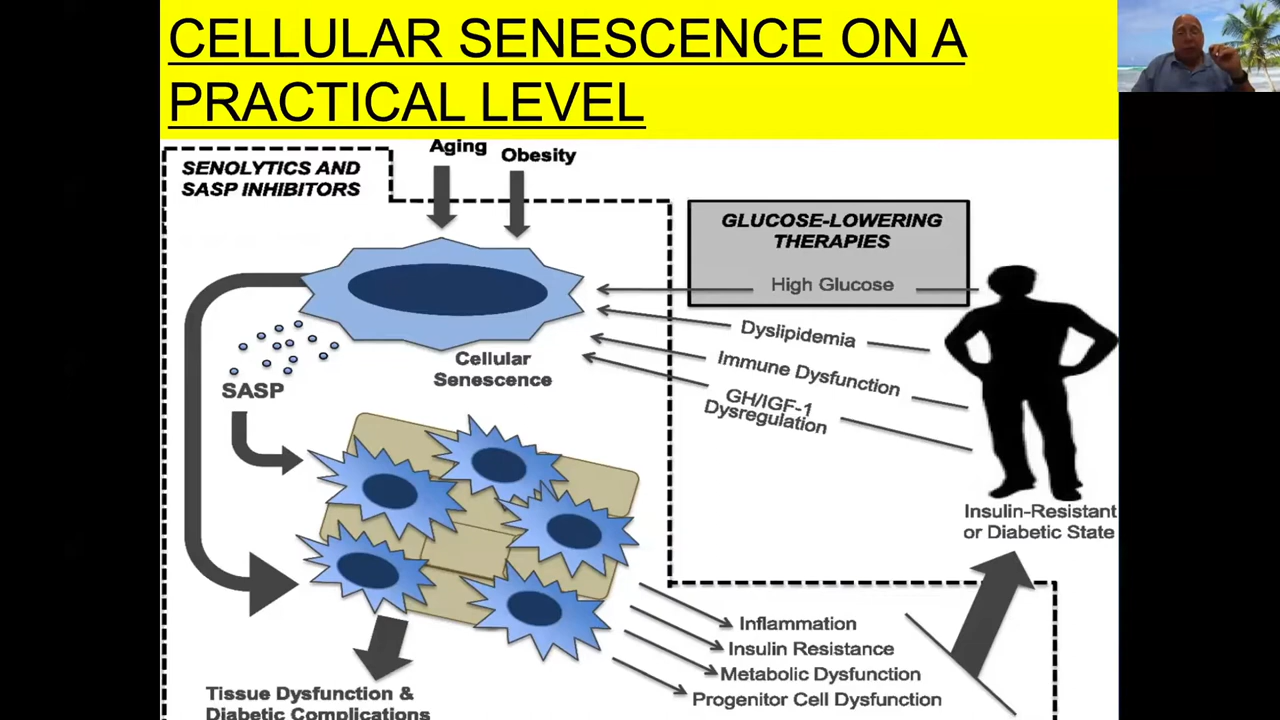 CELLULAR SENESCENCE ON A
PRACTICAL LEVEL
Aging
Obesity
SENOLYTICS AND
SASP INHIBITORS
GLUCOSE-LOWERING
THERAPIES
High Glucose
Dyslipidemia
Immune Dysfunction
GH/IGF-1
Dysregulation
Cellular
Senescence
SASP
Insulin-Resistant
or Diabetic State
Inflammation
Insulin Resistance
Metabolic Dysfunction
Progenitor Cell Dysfunction
Tissue Dysfunction &
Diabetic Complications